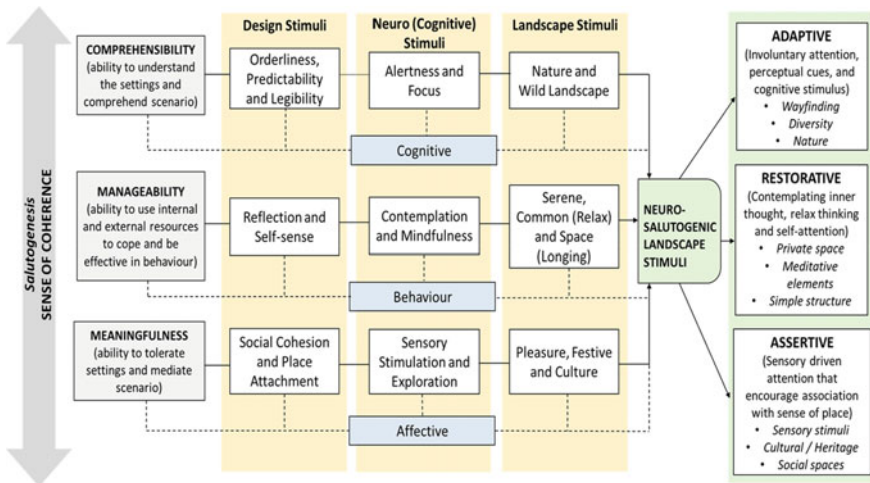 Salutogenesis
SENSE OF COHERENCE
Design Stimuli
Neuro (Cognitive)
Stimuli
Landscape Stimuli
COMPREHENSIBILITY
(ability to understand
the settings and
comprehend scenario)
Orderliness,
Predictability
and Legibility
Alertness and
Focus
Nature and
Wild Landscape
Cognitive
MANAGEABILITY
(ability to use internal
and external resources
to cope and be
effective in behaviour)
Reflection and
Self-sense
Contemplation
and Mindfulness
Serene,
Common (Relax)
and Space
(Longing)
Behaviour
MEANINGFULNESS
(ability to tolerate
settings and mediate
scenario)
Social Cohesion
and Place
Attachment
Sensory
Stimulation and
Exploration
Pleasure, Festive
and Culture
Affective
NEURO-
SALUTOGENIC
LANDSCAPE
STIMULI
ADAPTIVE
(Involuntary attention,
perceptual cues, and
cognitive stimulus)
• Wayfinding
• Diversity
• Nature
RESTORATIVE
(Contemplating inner
thought, relax thinking
and self-attention)
• Private space
• Meditative
elements
• Simple structure
ASSERTIVE
(Sensory driven
attention that
encourage association
with sense of place)
• Sensory stimuli
• Cultural / Heritage
• Social spaces